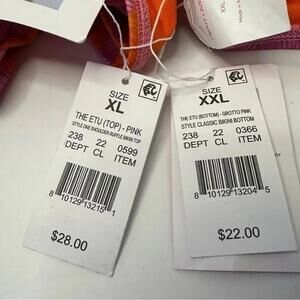 SIZE
XL
THE ETU (TOP) - PINK
STYLE ONE SHOULDER RUFFLE BIKINI TOP
238 22 0599
DEPT CL ITEM
8 10129 13215 1
$28.00
SIZE
XXL
THE ETU (BOTTOM) - GROTTO PINK
STYLE CLASSIC BIKINI BOTTOM
238 22 0366
DEPT CL ITEM
8 10129 13204 5
$22.00
XXL